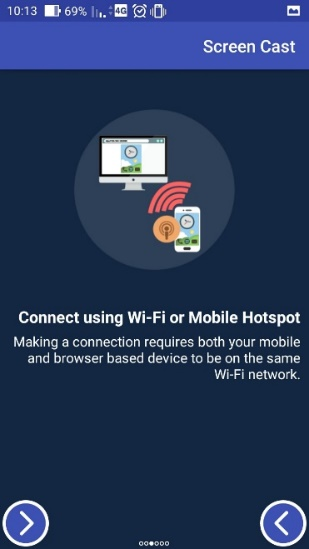 10:13 69% 4G
Screen Cast
Connect using Wi-Fi or Mobile Hotspot
Making a connection requires both your mobile
and browser based device to be on the same
Wi-Fi network.